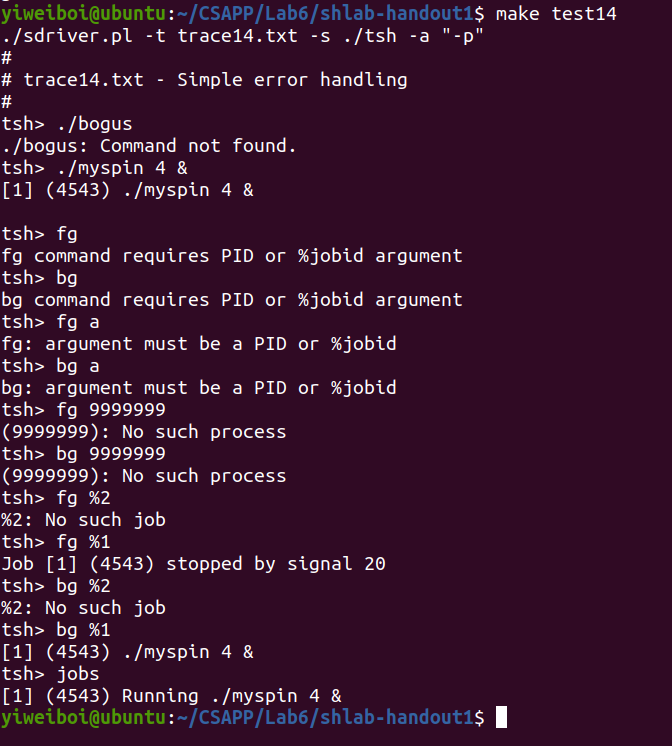 yiweiboi@ubuntu:~/CSAPP/Lab6/shlab-handout1$ make test14
./sdriver.pl -t trace14.txt -s ./tsh -a "-p"
#
# trace14.txt - Simple error handling
#
tsh> ./bogus
./bogus: Command not found.
tsh> ./myspin 4 &
[1] (4543) ./myspin 4 &

tsh> fg
fg command requires PID or %jobid argument
tsh> bg
bg command requires PID or %jobid argument
tsh> fg a
fg: argument must be a PID or %jobid
tsh> bg a
bg: argument must be a PID or %jobid
tsh> fg 9999999
(9999999): No such process
tsh> bg 9999999
(9999999): No such process
tsh> fg %2
%2: No such job
tsh> fg %1
Job [1] (4543) stopped by signal 20
tsh> bg %2
%2: No such job
tsh> bg %1
[1] (4543) ./myspin 4 &
tsh> jobs
[1] (4543) Running ./myspin 4 &
yiweiboi@ubuntu:~/CSAPP/Lab6/shlab-handout1$